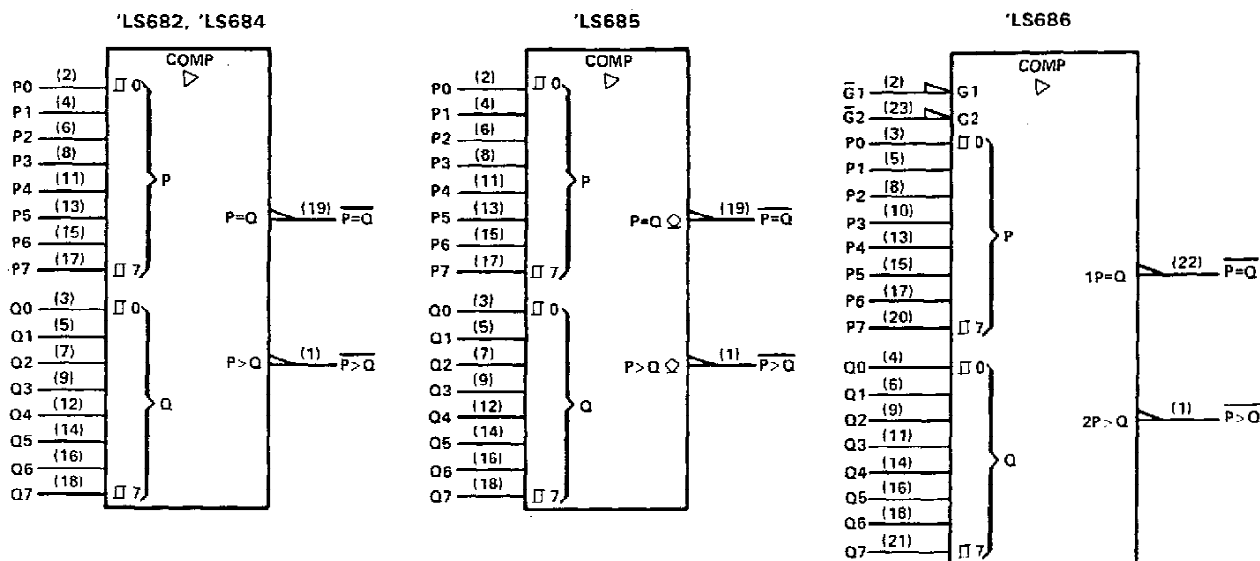 'LS682, 'LS684
COMP
P0 (2) 0
P1 (4)
P2 (6)
P3 (8)
P4 (11)
P5 (13)
P6 (15)
P7 (17) 7
P
Q0 (3) 0
Q1 (5)
Q2 (7)
Q3 (9)
Q4 (12)
Q5 (14)
Q6 (16)
Q7 (18) 7
Q
P=Q (19) P=Q
P>Q (1) P>Q
'LS685
COMP
P0 (2) 0
P1 (4)
P2 (6)
P3 (8)
P4 (11)
P5 (13)
P6 (15)
P7 (17) 7
P
Q0 (3) 0
Q1 (5)
Q2 (7)
Q3 (9)
Q4 (12)
Q5 (14)
Q6 (16)
Q7 (18) 7
Q
P=Q (19) P=Q
P>Q (1) P>Q
'LS686
COMP
G1 (2) G1
G2 (23) G2
P0 (3) 0
P1 (5)
P2 (8)
P3 (10)
P4 (13)
P5 (15)
P6 (17)
P7 (20) 7
P
Q0 (4) 0
Q1 (6)
Q2 (9)
Q3 (11)
Q4 (14)
Q5 (16)
Q6 (18)
Q7 (21) 7
Q
1P=Q (22) P=Q
2P>Q (1) P>Q